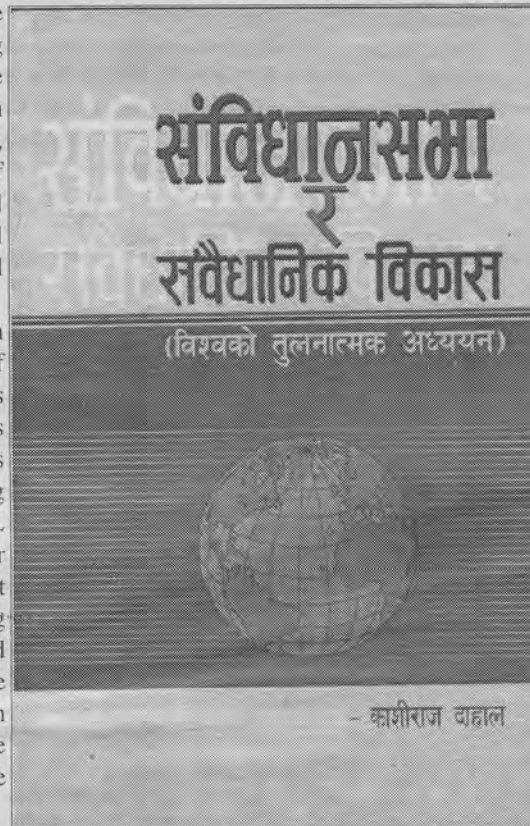 संविधानसभा
र
संवैधानिक विकास
(विश्वको तुलनात्मक अध्ययन)
- काशीराज दाहाल